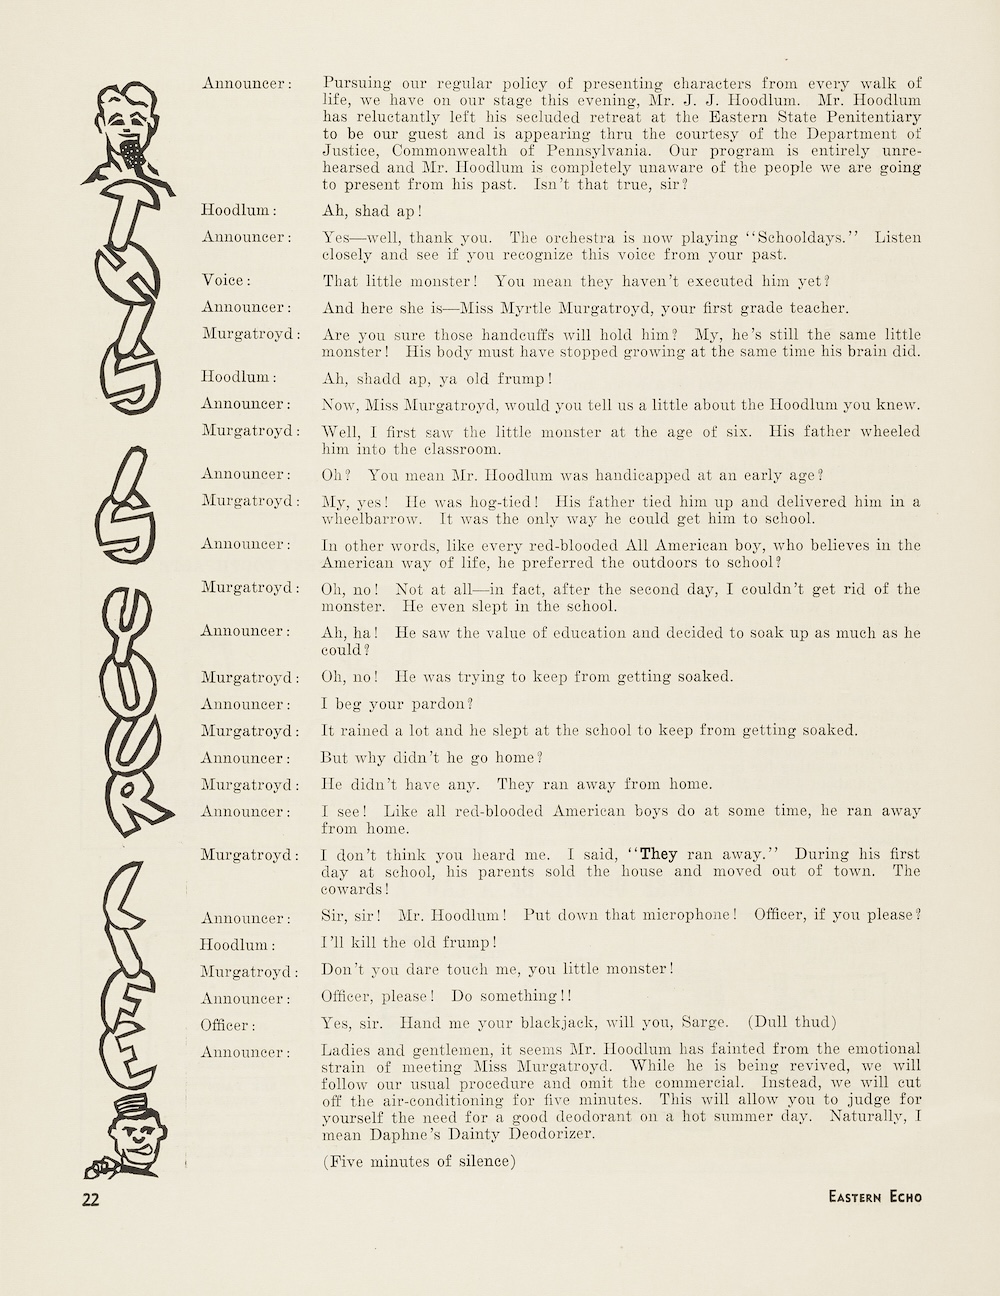 THIS IS YOUR LIFE
Announcer: Pursuing our regular policy of presenting characters from every walk of
life, we have on our stage this evening, Mr. J. J. Hoodlum. Mr. Hoodlum
has reluctantly left his secluded retreat at the Eastern State Penitentiary
to be our guest and is appearing thru the courtesy of the Department of
Justice, Commonwealth of Pennsylvania. Our program is entirely unre-
hearsed and Mr. Hoodlum is completely unaware of the people we are going
to present from his past. Isn't that true, sir?
Hoodlum: Ah, shad ap!
Announcer: Yes—well, thank you. The orchestra is now playing "Schooldays." Listen
closely and see if you recognize this voice from your past.
Voice: That little monster! You mean they haven't executed him yet?
Announcer: And here she is—Miss Myrtle Murgatroyd, your first grade teacher.
Murgatroyd: Are you sure those handcuffs will hold him? My, he's still the same little
monster! His body must have stopped growing at the same time his brain did.
Hoodlum: Ah, shadd ap, ya old frump!
Announcer: Now, Miss Murgatroyd, would you tell us a little about the Hoodlum you knew.
Murgatroyd: Well, I first saw the little monster at the age of six. His father wheeled
him into the classroom.
Announcer: Oh? You mean Mr. Hoodlum was handicapped at an early age?
Murgatroyd: My, yes! He was hog-tied! His father tied him up and delivered him in a
wheelbarrow. It was the only way he could get him to school.
Announcer: In other words, like every red-blooded All American boy, who believes in the
American way of life, he preferred the outdoors to school?
Murgatroyd: Oh, no! Not at all—in fact, after the second day, I couldn't get rid of the
monster. He even slept in the school.
Announcer: Ah, ha! He saw the value of education and decided to soak up as much as he
could?
Murgatroyd: Oh, no! He was trying to keep from getting soaked.
Announcer: I beg your pardon?
Murgatroyd: It rained a lot and he slept at the school to keep from getting soaked.
Announcer: But why didn't he go home?
Murgatroyd: He didn't have any. They ran away from home.
Announcer: I see! Like all red-blooded American boys do at some time, he ran away
from home.
Murgatroyd: I don't think you heard me. I said, "They ran away." During his first
day at school, his parents sold the house and moved out of town. The
cowards!
Announcer: Sir, sir! Mr. Hoodlum! Put down that microphone! Officer, if you please?
Hoodlum: I'll kill the old frump!
Murgatroyd: Don't you dare touch me, you little monster!
Announcer: Officer, please! Do something!!
Officer: Yes, sir. Hand me your blackjack, will you, Sarge. (Dull thud)
Announcer: Ladies and gentlemen, it seems Mr. Hoodlum has fainted from the emotional
strain of meeting Miss Murgatroyd. While he is being revived, we will
follow our usual procedure and omit the commercial. Instead, we will cut
off the air-conditioning for five minutes. This will allow you to judge for
yourself the need for a good deodorant on a hot summer day. Naturally, I
mean Daphne's Dainty Deodorizer.
(Five minutes of silence)
22
EASTERN ECHO